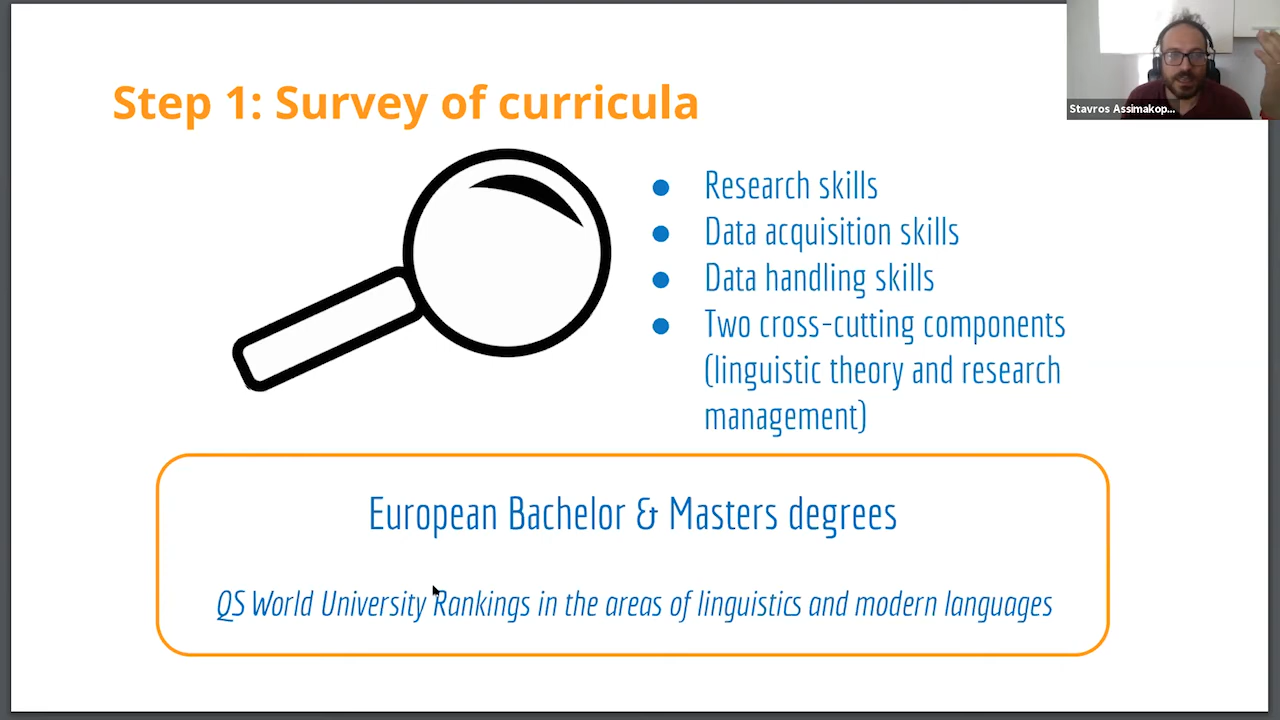 Step 1: Survey of curricula
Stavros Assimakop...
Research skills
Data acquisition skills
Data handling skills
Two cross-cutting components
(linguistic theory and research
management)
European Bachelor & Masters degrees
QS World University Rankings in the areas of linguistics and modern languages